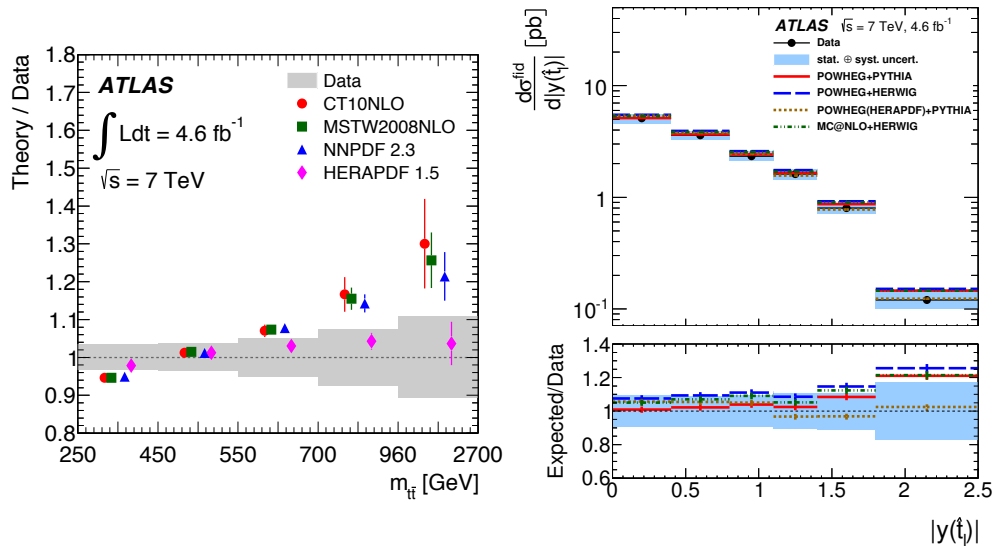 Theory / Data
1.8
1.7
1.6
1.5
1.4
1.3
1.2
1.1
1
0.9
0.8
ATLAS
∫ Ldt = 4.6 fb⁻¹
√s = 7 TeV
Data
CT10NLO
MSTW2008NLO
NNPDF 2.3
HERAPDF 1.5
250 450 550 700 960 2700
m_{tt̄} [GeV]
dσ^{fid} / d|y(t̂_l)| [pb]
10
1
10⁻¹
ATLAS √s = 7 TeV, 4.6 fb⁻¹
Data
stat. ⊕ syst. uncert.
POWHEG+PYTHIA
POWHEG+HERWIG
POWHEG(HERAPDF)+PYTHIA
MC@NLO+HERWIG
Expected/Data
1.4
1.2
1
0.8
0.6
0 0.5 1 1.5 2 2.5
|y(t̂_l)|